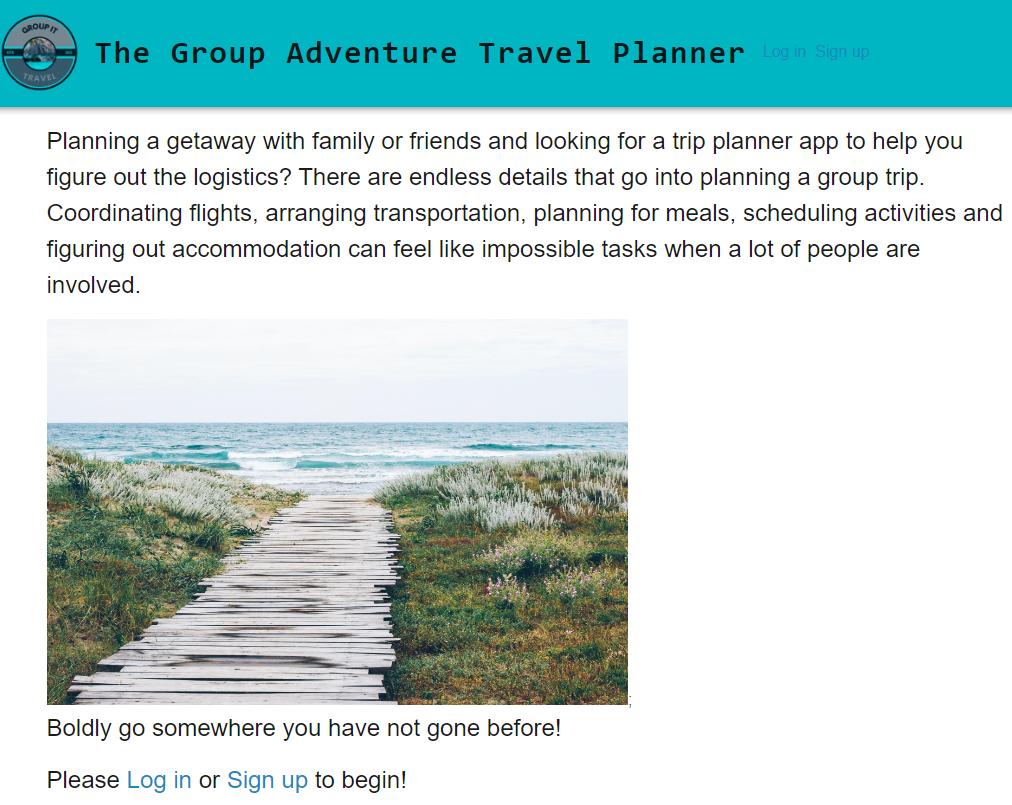 GROUP IT
TRAVEL
The Group Adventure Travel Planner
Log in Sign up
Planning a getaway with family or friends and looking for a trip planner app to help you
figure out the logistics? There are endless details that go into planning a group trip.
Coordinating flights, arranging transportation, planning for meals, scheduling activities and
figuring out accommodation can feel like impossible tasks when a lot of people are
involved.
;
Boldly go somewhere you have not gone before!
Please Log in or Sign up to begin!